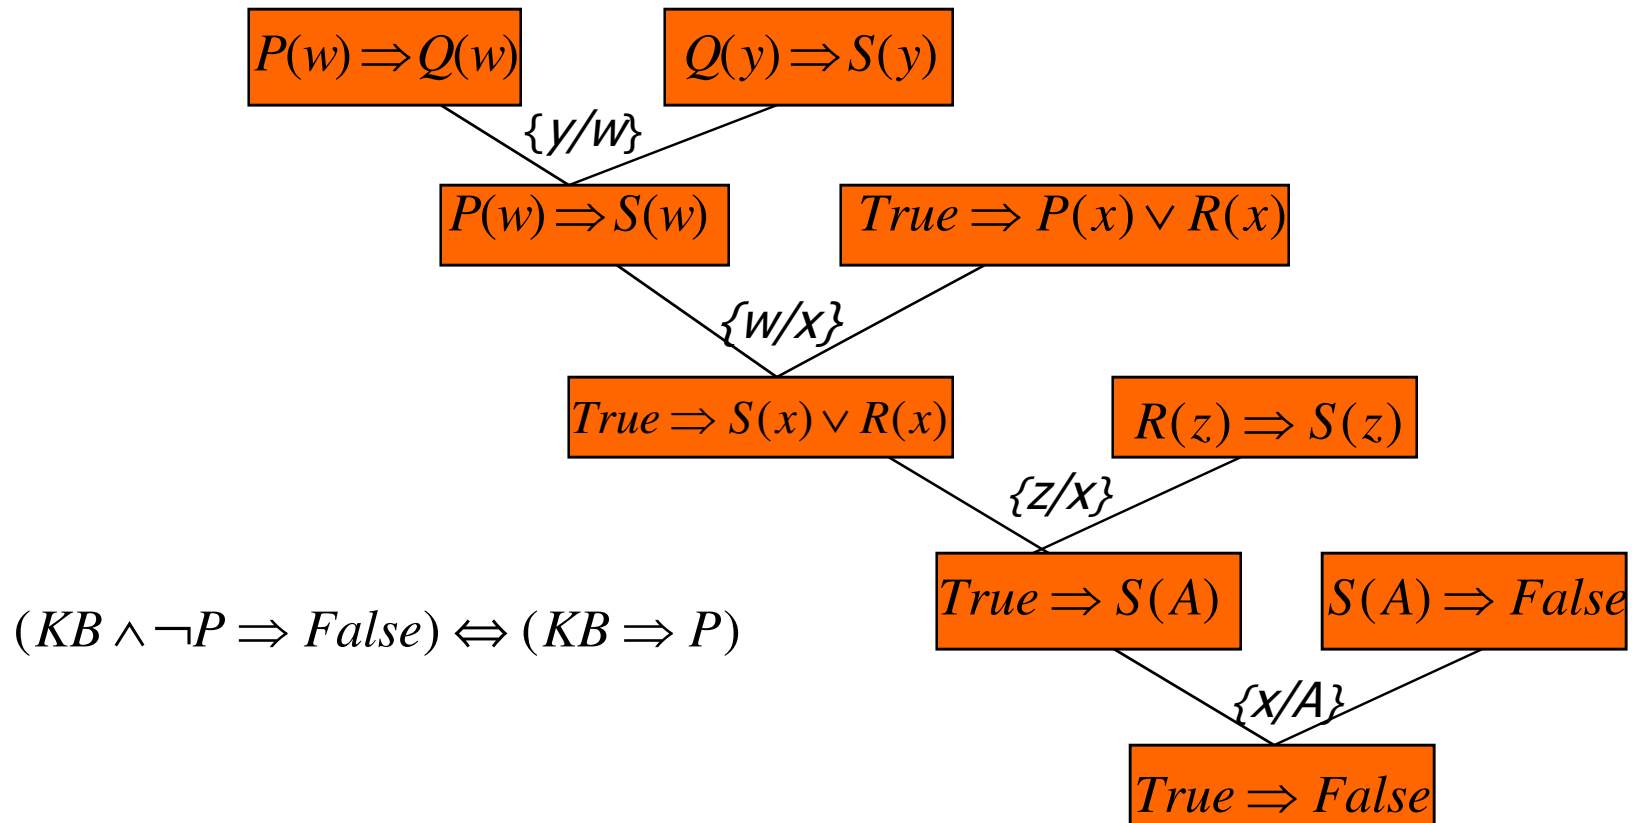 P(w) ⇒ Q(w)
Q(y) ⇒ S(y)
{y/w}
P(w) ⇒ S(w)
True ⇒ P(x) ∨ R(x)
{w/x}
True ⇒ S(x) ∨ R(x)
R(z) ⇒ S(z)
{z/x}
True ⇒ S(A)
S(A) ⇒ False
(KB ∧ ¬P ⇒ False) ⇔ (KB ⇒ P)
{x/A}
True ⇒ False